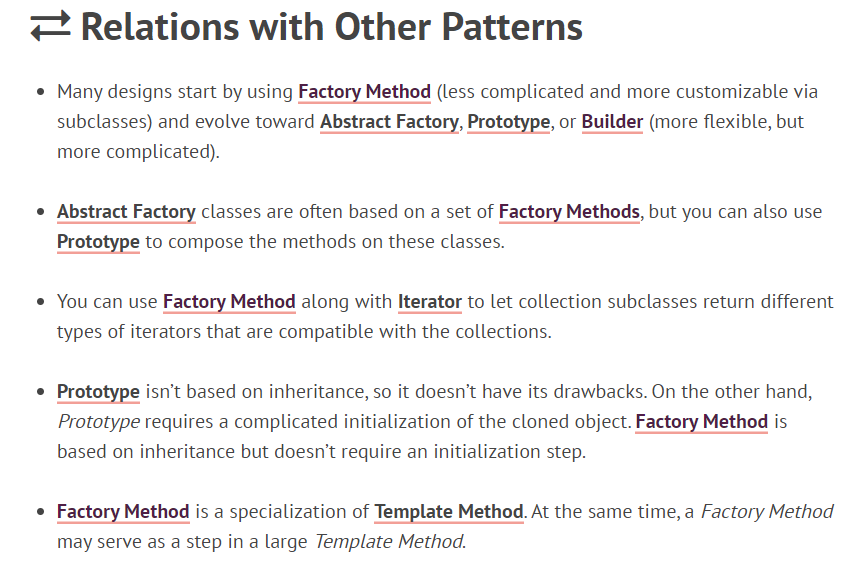 Relations with Other Patterns
Many designs start by using Factory Method (less complicated and more customizable via
subclasses) and evolve toward Abstract Factory, Prototype, or Builder (more flexible, but
more complicated).
Abstract Factory classes are often based on a set of Factory Methods, but you can also use
Prototype to compose the methods on these classes.
You can use Factory Method along with Iterator to let collection subclasses return different
types of iterators that are compatible with the collections.
Prototype isn’t based on inheritance, so it doesn’t have its drawbacks. On the other hand,
Prototype requires a complicated initialization of the cloned object. Factory Method is
based on inheritance but doesn’t require an initialization step.
Factory Method is a specialization of Template Method. At the same time, a Factory Method
may serve as a step in a large Template Method.